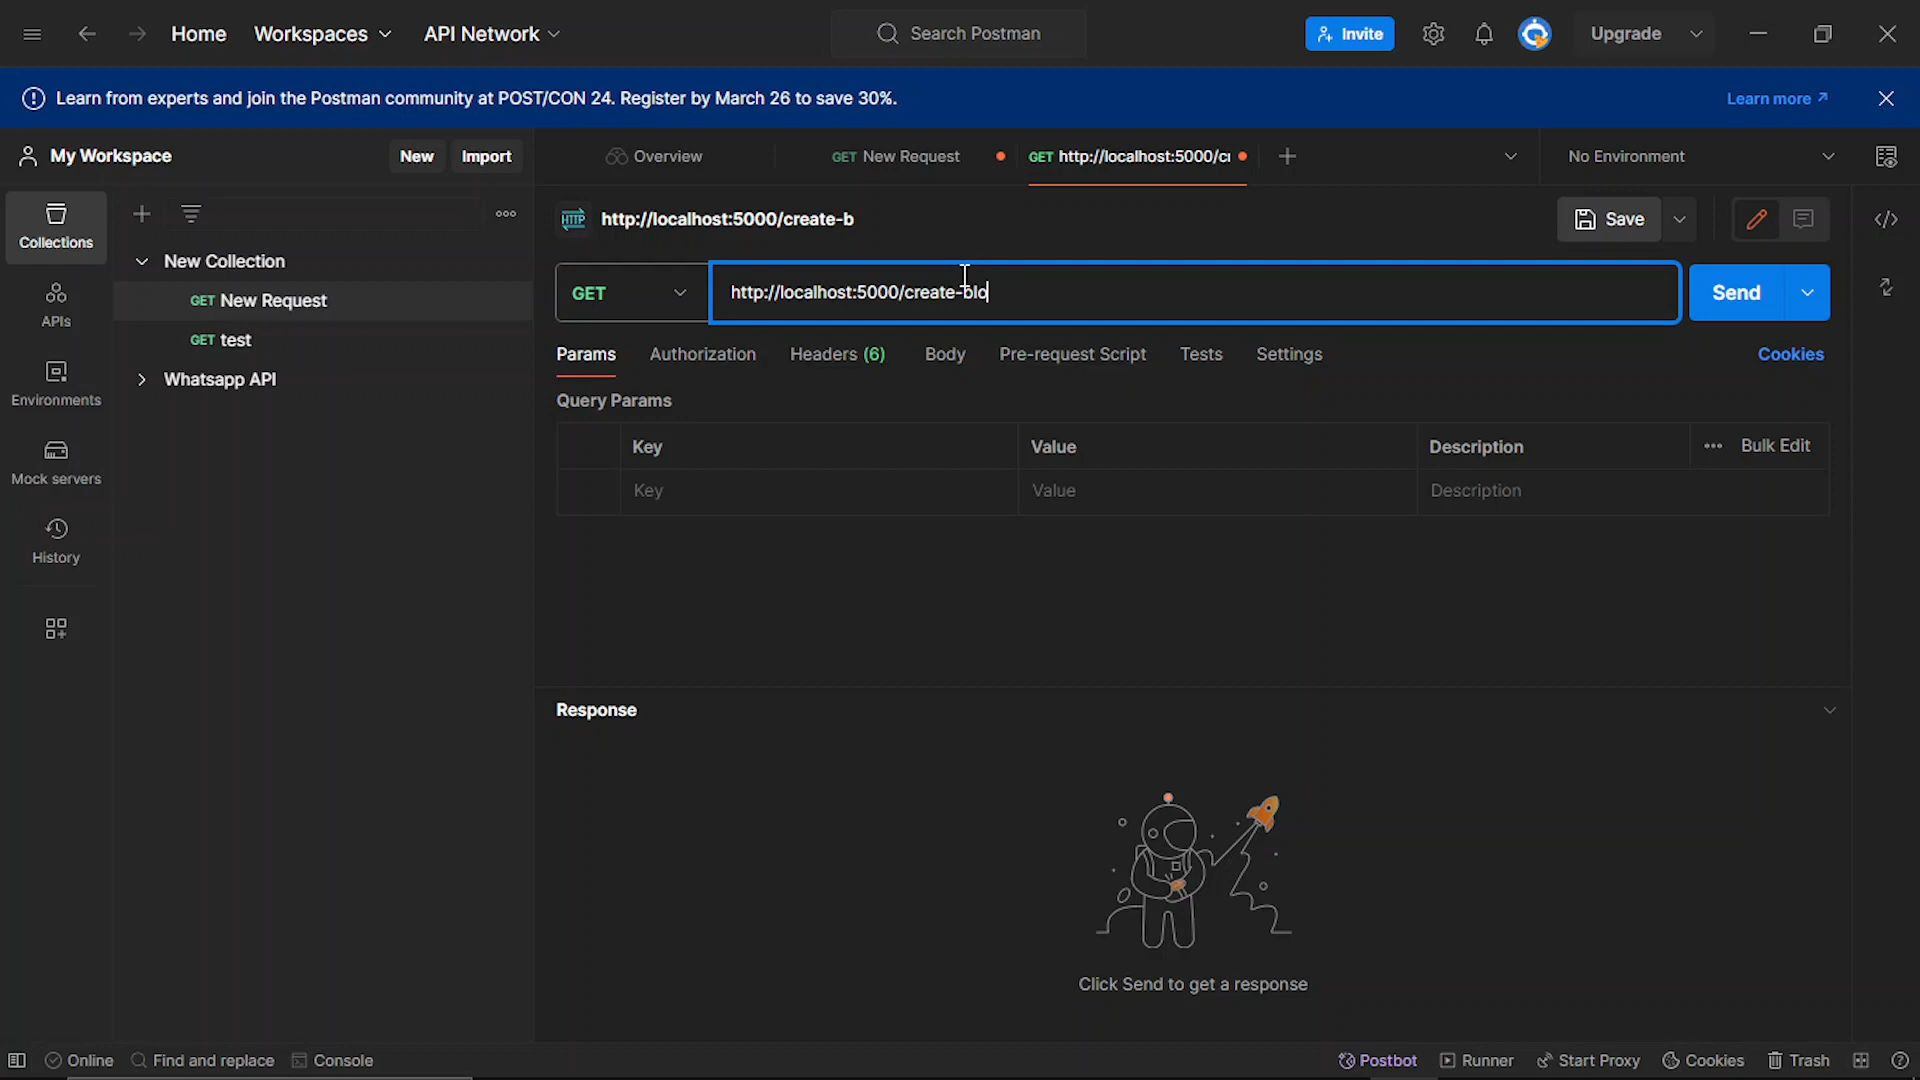 Home Workspaces API Network Search Postman Invite Upgrade
Learn from experts and join the Postman community at POST/CON 24. Register by March 26 to save 30%. Learn more ↗
My Workspace New Import Overview GET New Request GET http://localhost:5000/cr No Environment
Collections
APIs
Environments
Mock servers
History
New Collection
GET New Request
GET test
Whatsapp API
HTTP http://localhost:5000/create-b Save
GET http://localhost:5000/create-blo Send
Params Authorization Headers (6) Body Pre-request Script Tests Settings Cookies
Query Params
Key Value Description Bulk Edit
Key Value Description
Response
Click Send to get a response
Online Find and replace Console Postbot Runner Start Proxy Cookies Trash